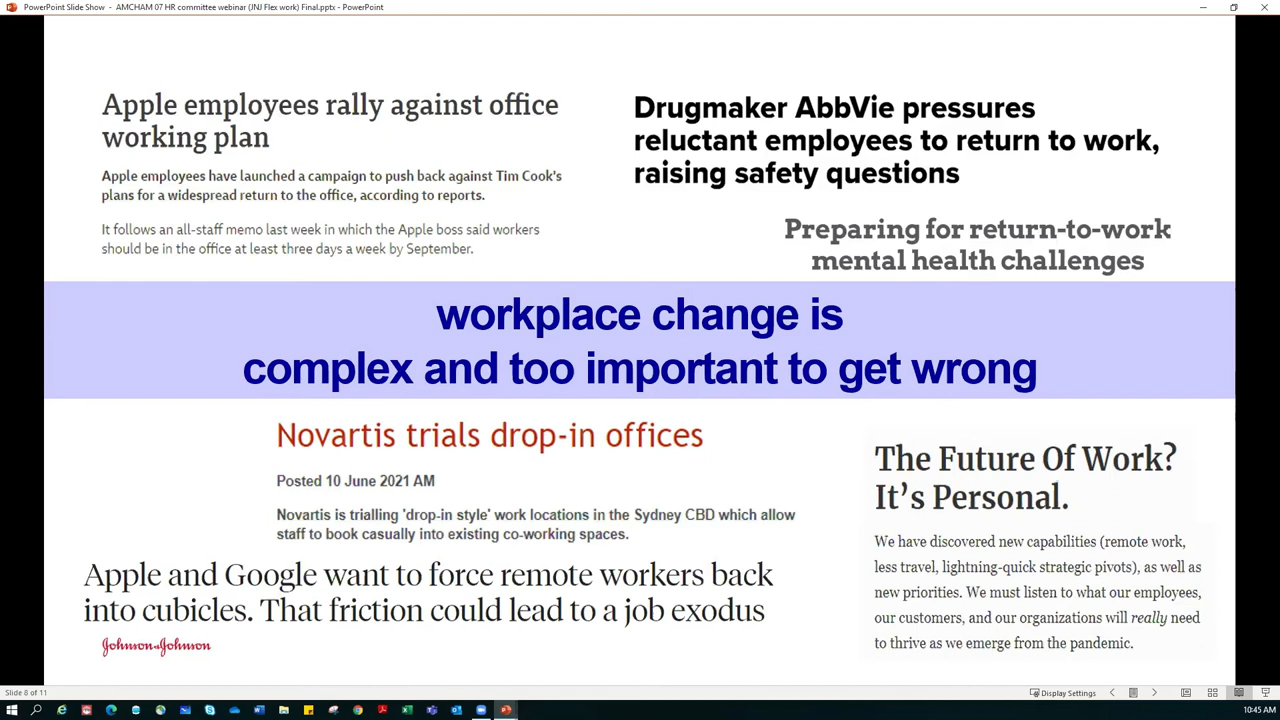 PowerPoint Slide Show - AMCHAM 07 HR committee webinar (JNJ Flex work) Final.pptx - PowerPoint
Apple employees rally against office
working plan
Apple employees have launched a campaign to push back against Tim Cook's
plans for a widespread return to the office, according to reports.
It follows an all-staff memo last week in which the Apple boss said workers
should be in the office at least three days a week by September.
Drugmaker AbbVie pressures
reluctant employees to return to work,
raising safety questions
Preparing for return-to-work
mental health challenges
workplace change is
complex and too important to get wrong
Novartis trials drop-in offices
Posted 10 June 2021 AM
Novartis is trialling 'drop-in style' work locations in the Sydney CBD which allow
staff to book casually into existing co-working spaces.
Apple and Google want to force remote workers back
into cubicles. That friction could lead to a job exodus
Johnson & Johnson
The Future Of Work?
It's Personal.
We have discovered new capabilities (remote work,
less travel, lightning-quick strategic pivots), as well as
new priorities. We must listen to what our employees,
our customers, and our organizations will really need
to thrive as we emerge from the pandemic.
Slide 8 of 11
Display Settings
10:45 AM